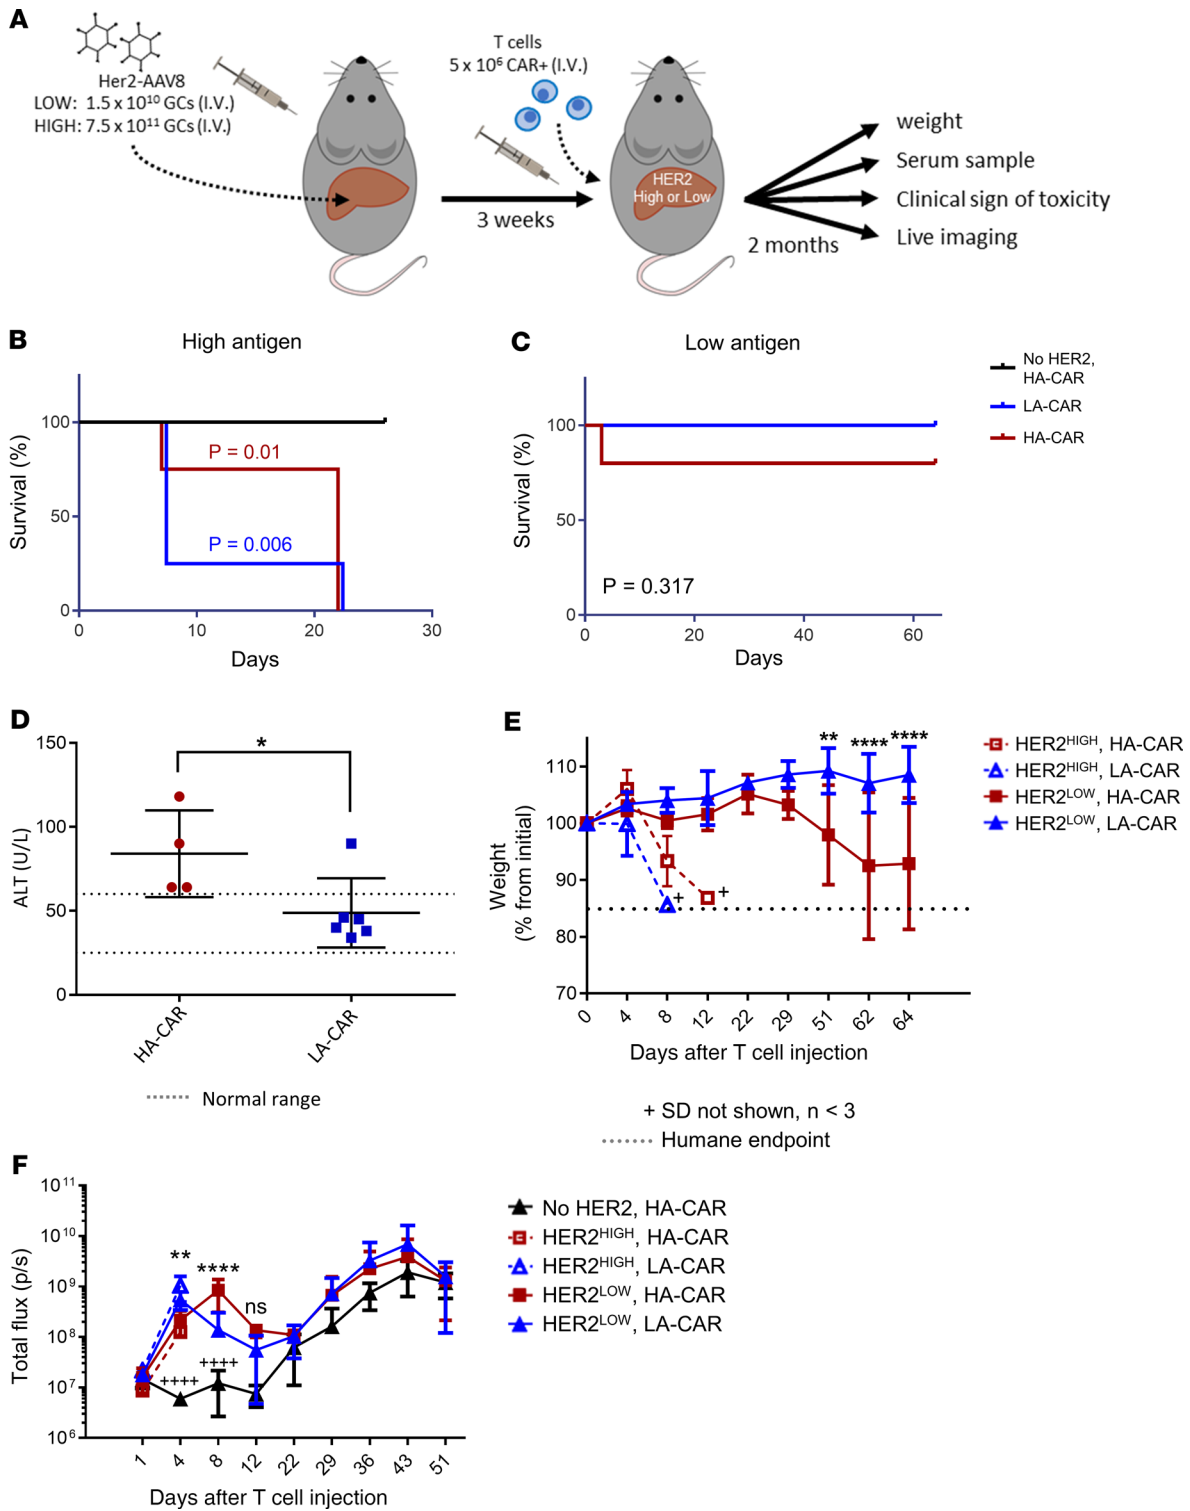 A
Her2-AAV8
LOW: 1.5 x 10¹⁰ GCs (I.V.)
HIGH: 7.5 x 10¹¹ GCs (I.V.)
T cells
5 x 10⁶ CAR+ (I.V.)
3 weeks
HER2
High or Low
2 months
weight
Serum sample
Clinical sign of toxicity
Live imaging
B
High antigen
Survival (%)
100
50
0
P = 0.01
P = 0.006
0 10 20 30
Days
C
Low antigen
Survival (%)
100
50
0
P = 0.317
0 20 40 60
Days
No HER2,
HA-CAR
LA-CAR
HA-CAR
D
ALT (U/L)
150
100
50
0
*
HA-CAR
LA-CAR
Normal range
E
Weight
(% from initial)
110
100
90
80
70
** **** ****
+
+
0 4 8 12 22 29 51 62 64
Days after T cell injection
HER2ᴴᴵᴳᴴ, HA-CAR
HER2ᴴᴵᴳᴴ, LA-CAR
HER2ᴸᴼᵂ, HA-CAR
HER2ᴸᴼᵂ, LA-CAR
+ SD not shown, n < 3
Humane endpoint
F
Total flux (p/s)
10¹¹
10¹⁰
10⁹
10⁸
10⁷
10⁶
**
****
ns
++++
++++
1 4 8 12 22 29 36 43 51
Days after T cell injection
No HER2, HA-CAR
HER2ᴴᴵᴳᴴ, HA-CAR
HER2ᴴᴵᴳᴴ, LA-CAR
HER2ᴸᴼᵂ, HA-CAR
HER2ᴸᴼᵂ, LA-CAR